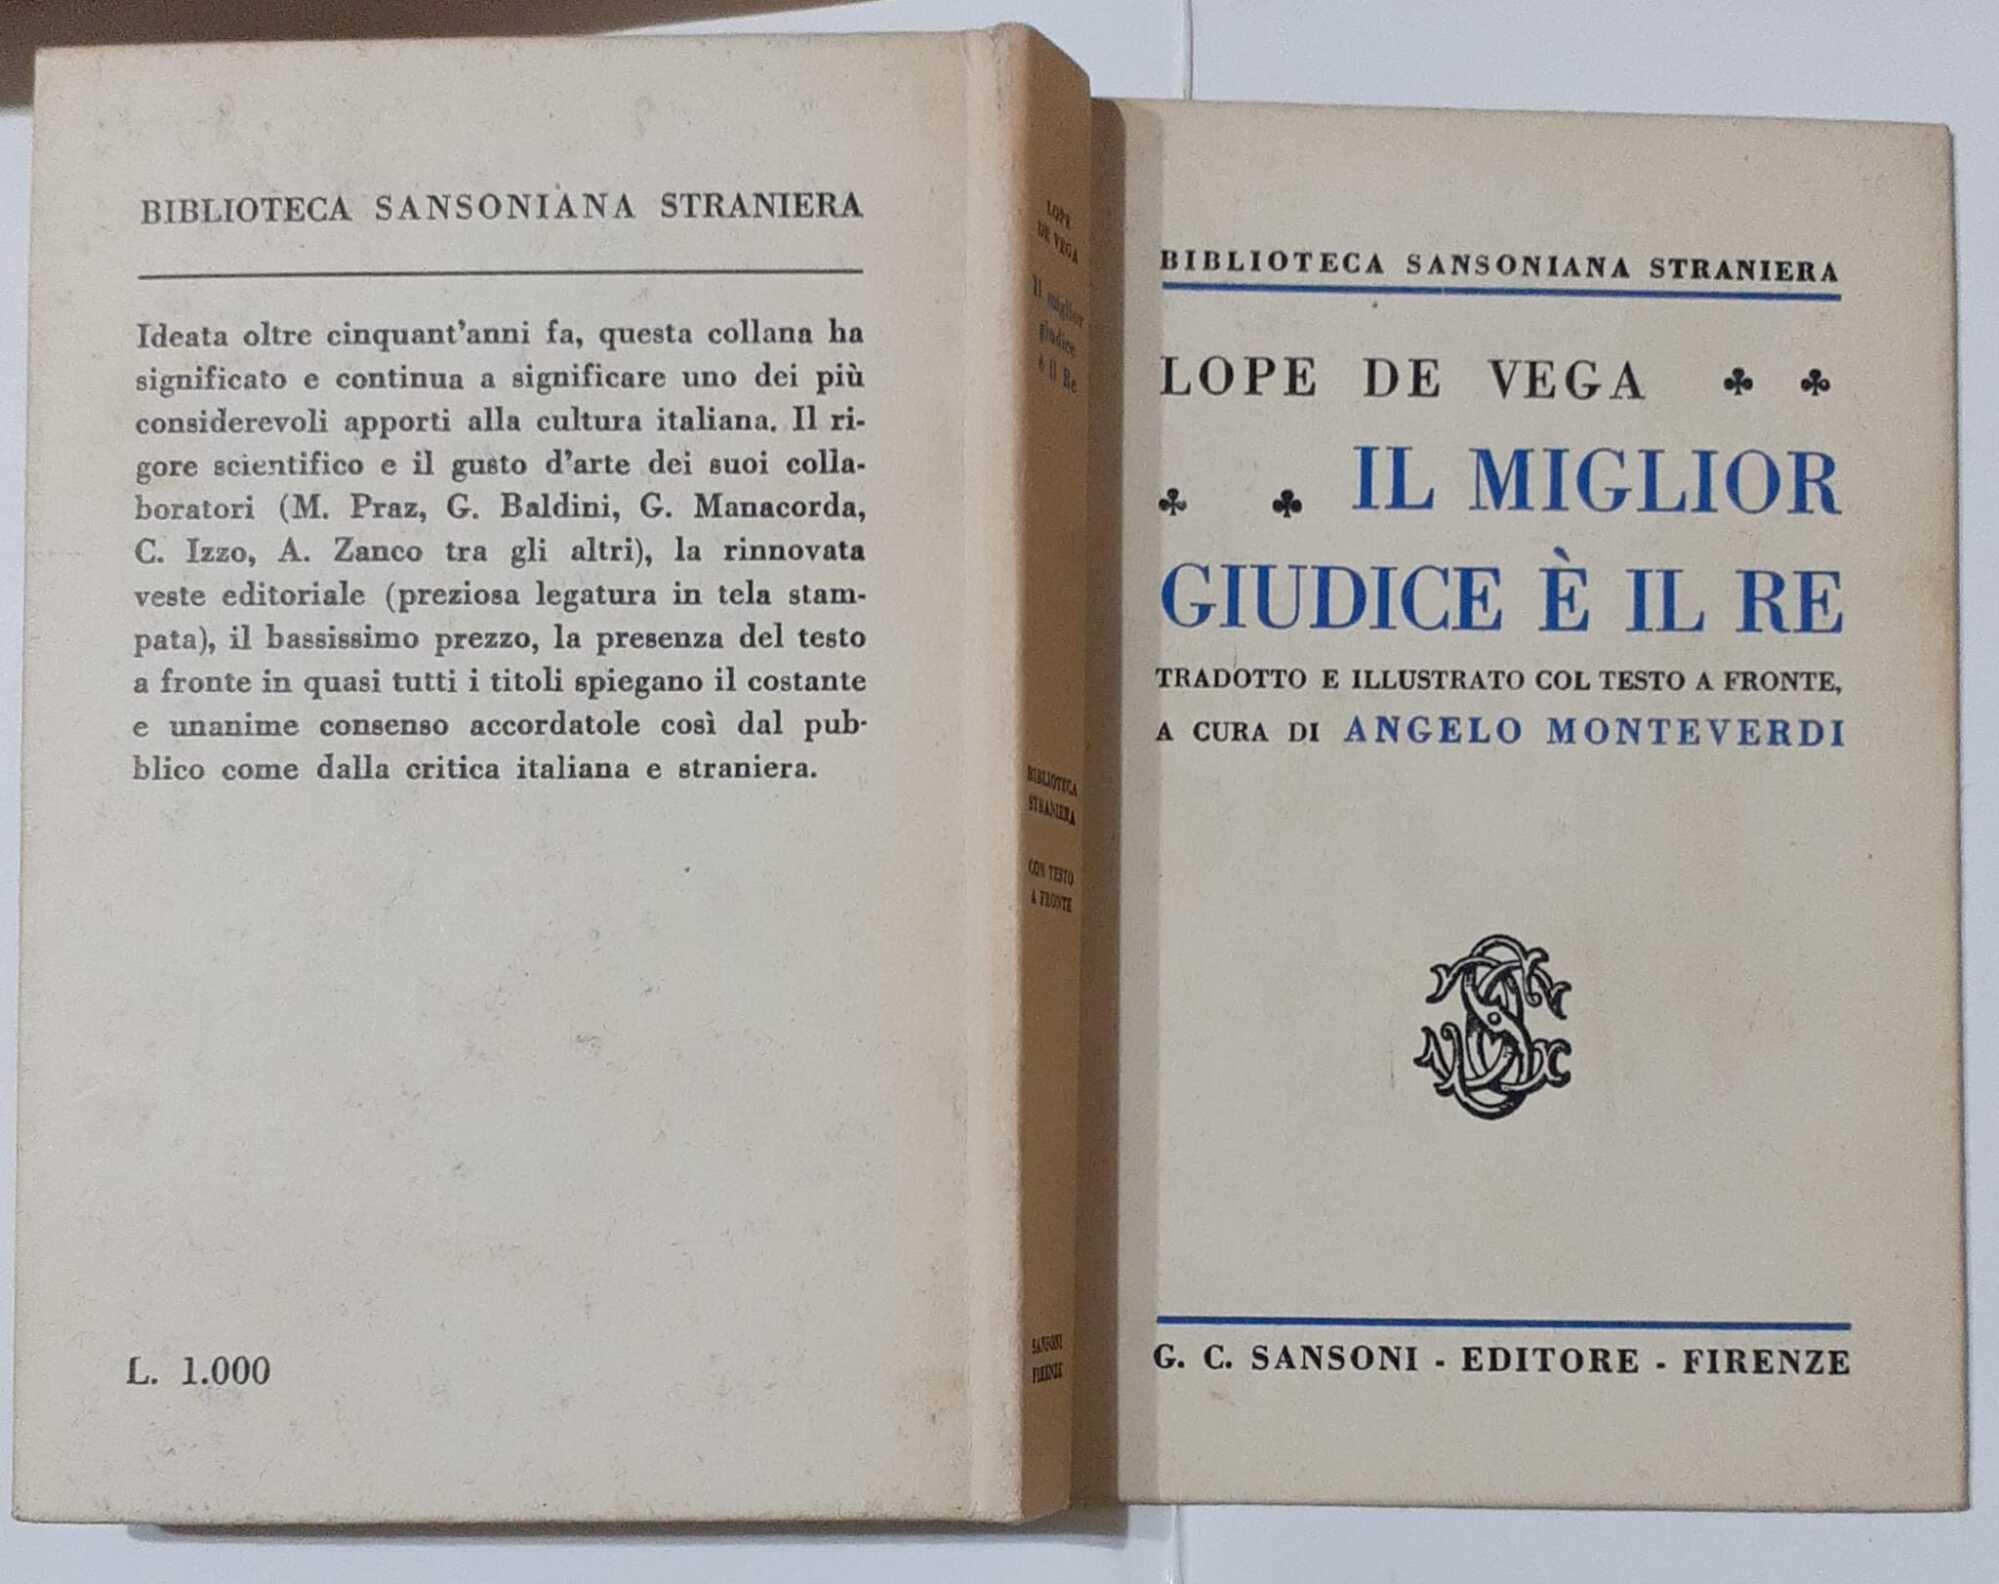 BIBLIOTECA SANSONIANA STRANIERA
Ideata oltre cinquant'anni fa, questa collana ha
significato e continua a significare uno dei più
considerevoli apporti alla cultura italiana. Il ri-
gore scientifico e il gusto d'arte dei suoi colla-
boratori (M. Praz, G. Baldini, G. Manacorda,
C. Izzo, A. Zanco tra gli altri), la rinnovata
veste editoriale (preziosa legatura in tela stam-
pata), il bassissimo prezzo, la presenza del testo
a fronte in quasi tutti i titoli spiegano il costante
e unanime consenso accordatole così dal pub-
blico come dalla critica italiana e straniera.
L. 1.000
LOPE
DE VEGA
Il miglior
giudice
è il Re
BIBLIOTECA
STRANIERA
CON TESTO
A FRONTE
SANSONI
FIRENZE
BIBLIOTECA SANSONIANA STRANIERA
LOPE DE VEGA ♣ ♣
♣ ♣ IL MIGLIOR
GIUDICE È IL RE
TRADOTTO E ILLUSTRATO COL TESTO A FRONTE,
A CURA DI ANGELO MONTEVERDI
G. C. SANSONI - EDITORE - FIRENZE